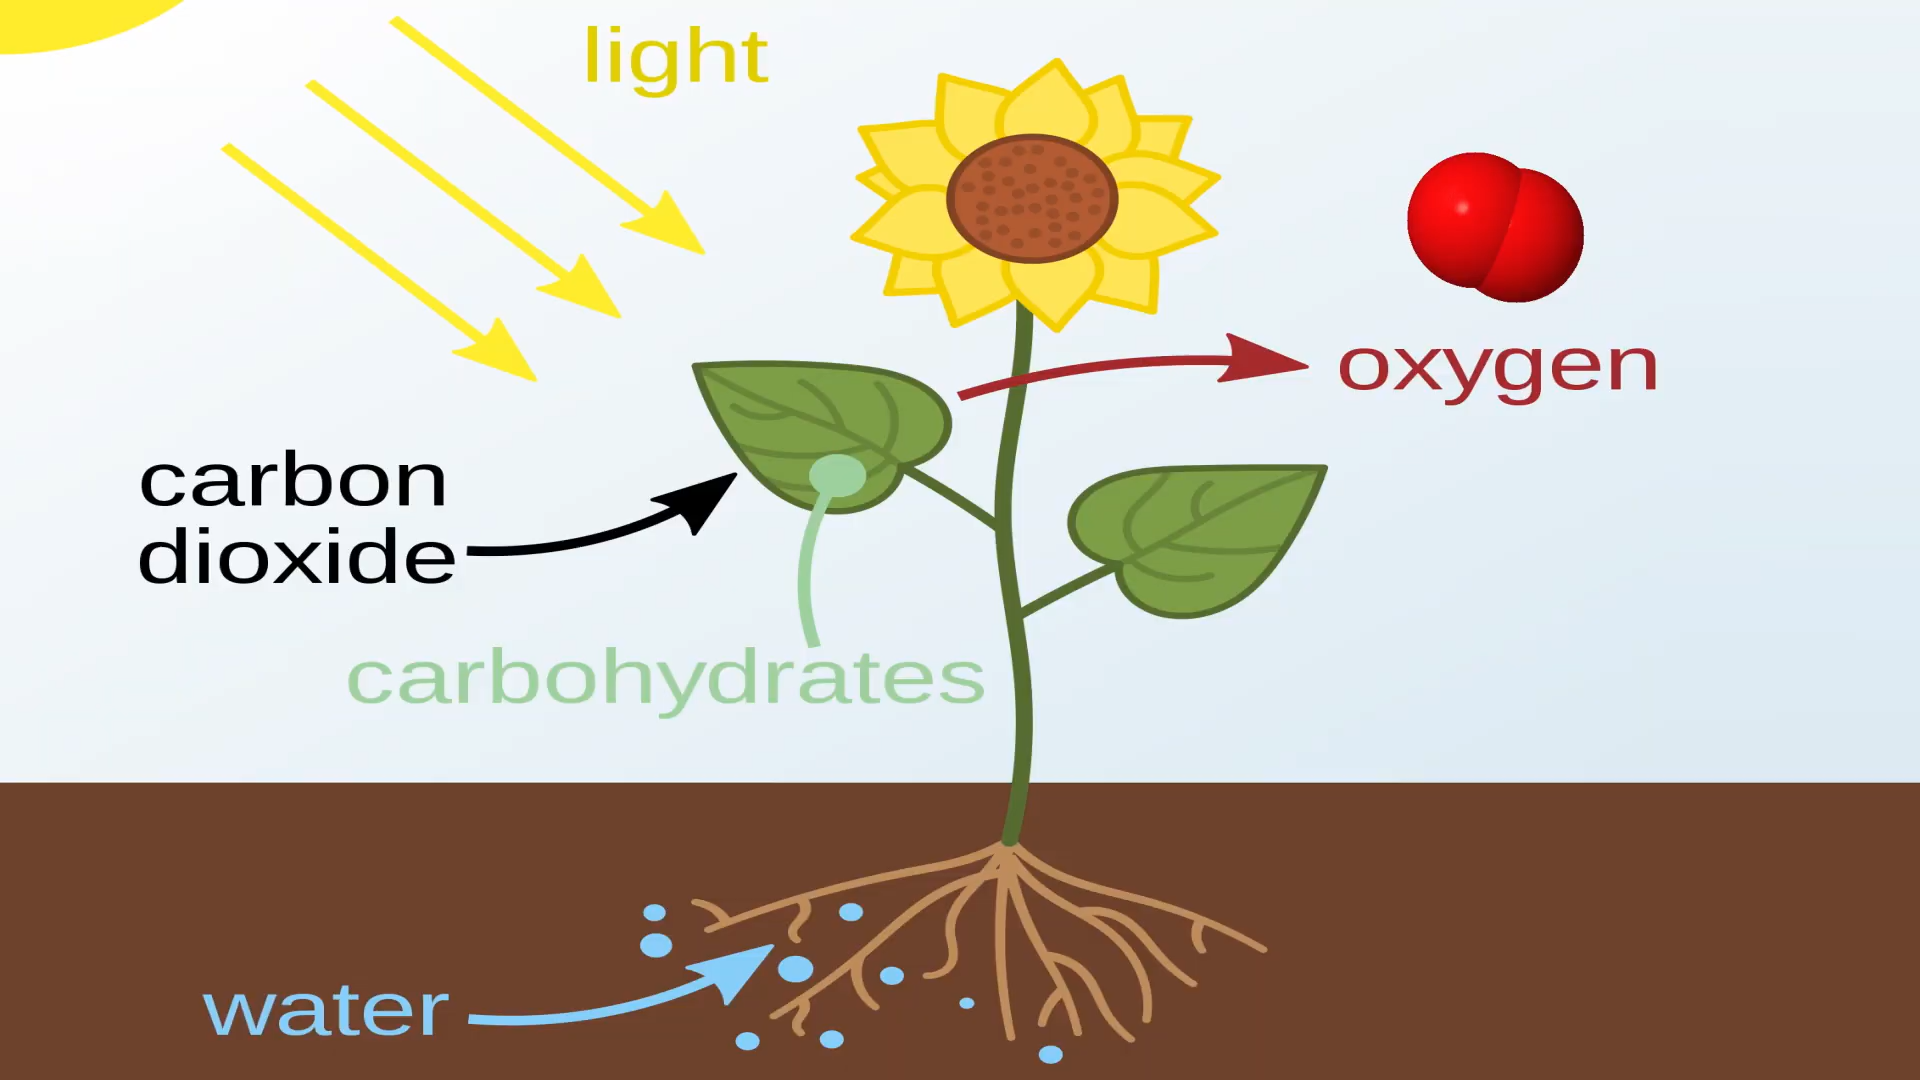 light
oxygen
carbon
dioxide
carbohydrates
water